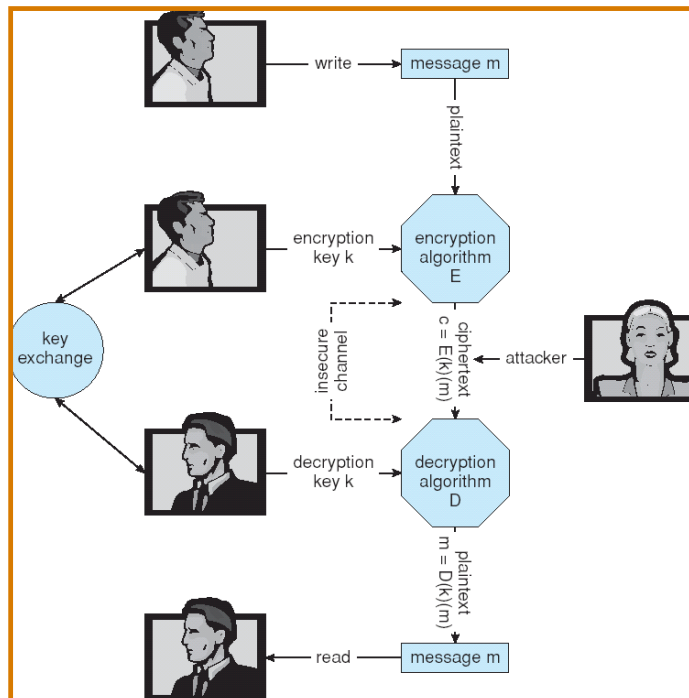 write
message m
plaintext
encryption
key k
encryption
algorithm
E
key
exchange
insecure
channel
ciphertext
c = E(k)(m)
attacker
decryption
key k
decryption
algorithm
D
plaintext
m = D(k)(m)
read
message m